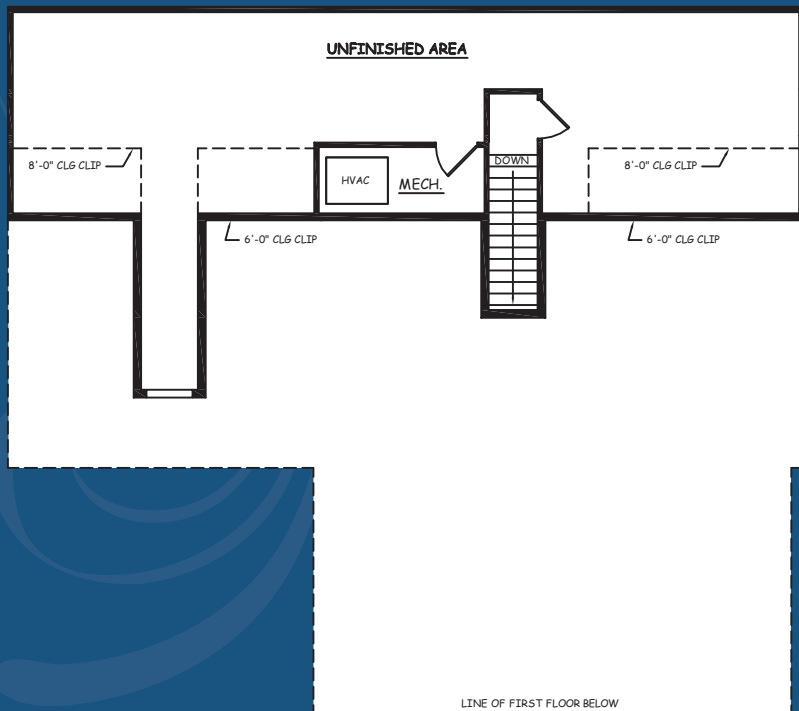 UNFINISHED AREA
DOWN
8'-0" CLG CLIP
8'-0" CLG CLIP
HVAC
MECH.
6'-0" CLG CLIP
6'-0" CLG CLIP
LINE OF FIRST FLOOR BELOW